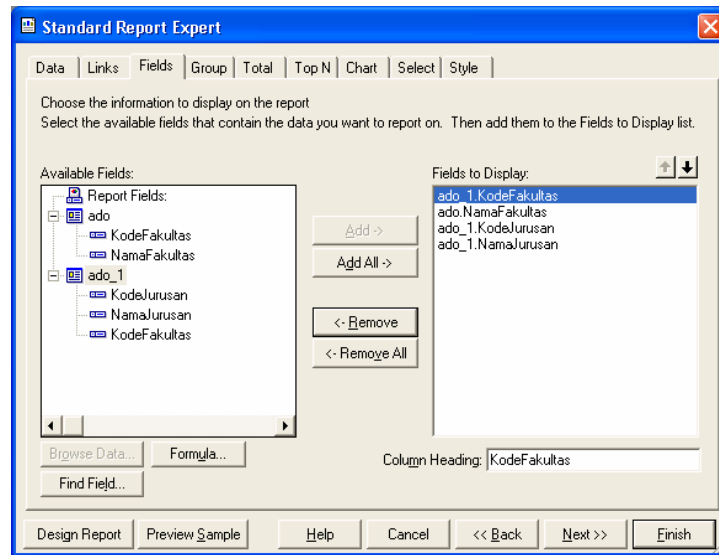 Standard Report Expert
Data Links Fields Group Total Top N Chart Select Style
Choose the information to display on the report
Select the available fields that contain the data you want to report on. Then add them to the Fields to Display list.
Available Fields:
Report Fields:
ado
KodeFakultas
NamaFakultas
ado_1
KodeJurusan
NamaJurusan
KodeFakultas
Add ->
Add All ->
<- Remove
<- Remove All
Fields to Display:
ado_1.KodeFakultas
ado.NamaFakultas
ado_1.KodeJurusan
ado_1.NamaJurusan
Browse Data... Formula...
Find Field...
Column Heading: KodeFakultas
Design Report Preview Sample Help Cancel << Back Next >> Finish